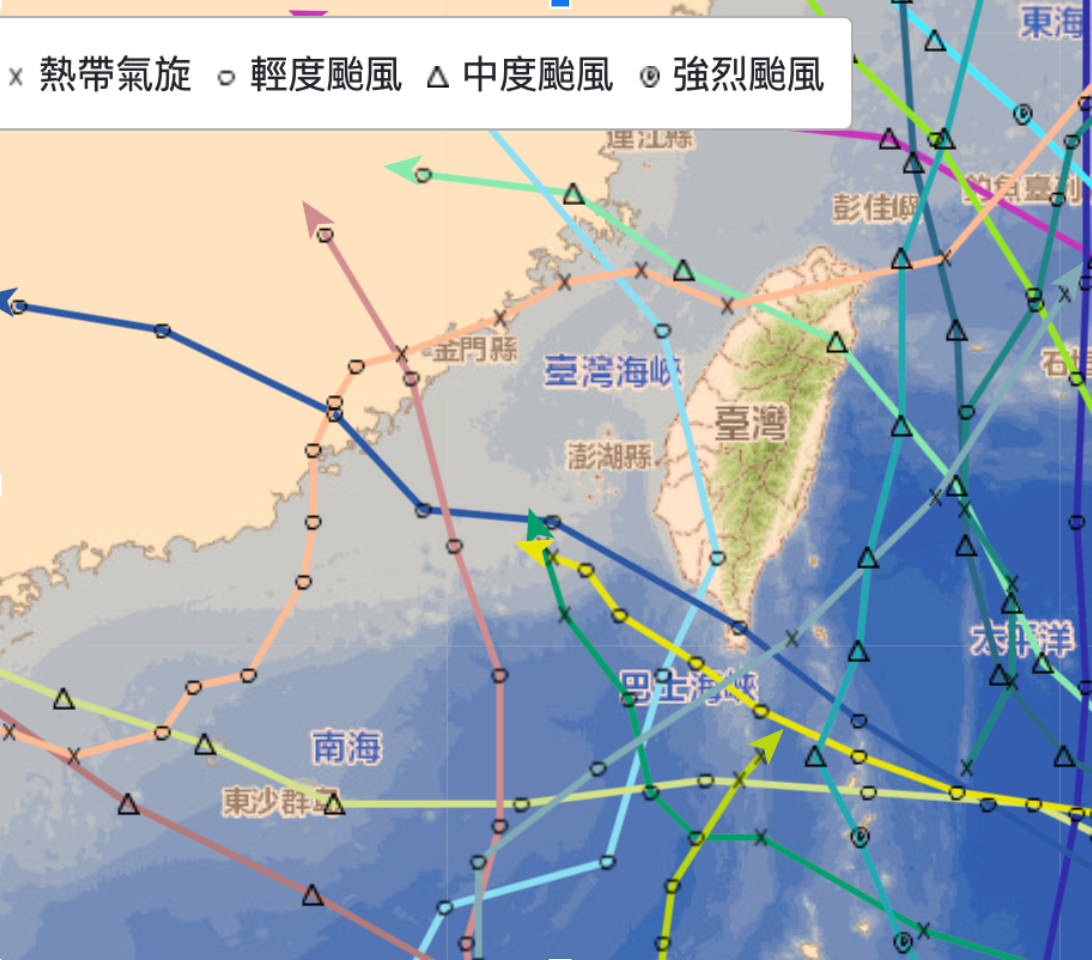 東海
熱帶氣旋 輕度颱風 中度颱風 強烈颱風
連江縣
釣魚臺列
彭佳嶼
金門縣
石垣
臺灣海峽
臺灣
澎湖縣
太平洋
巴士海峽
南海
東沙群島